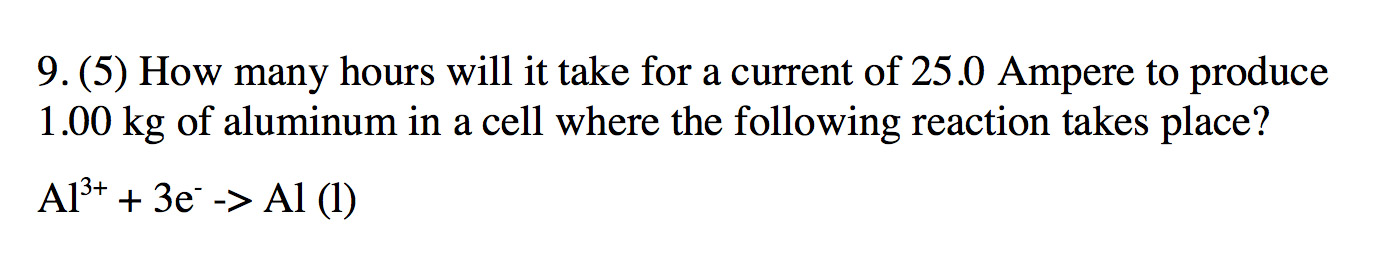 9. (5) How many hours will it take for a current of 25.0 Ampere to produce
1.00 kg of aluminum in a cell where the following reaction takes place?
Al³⁺ + 3e⁻ -> Al (l)